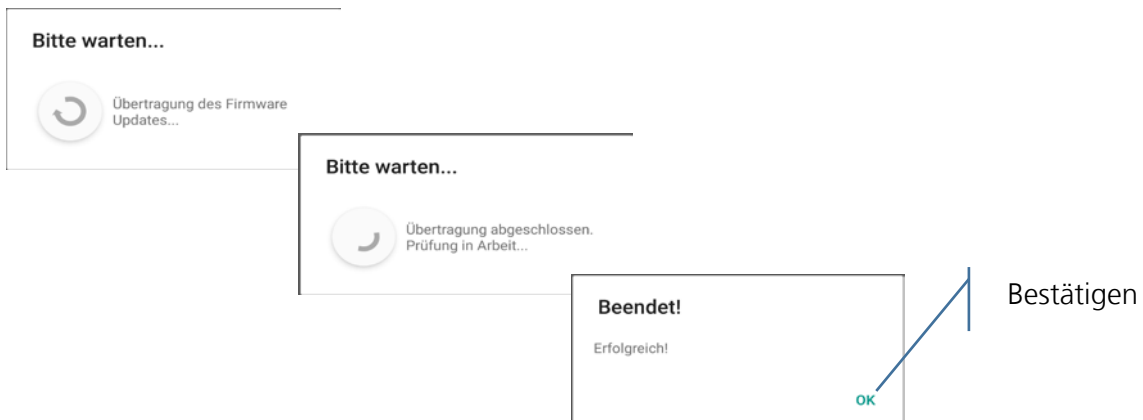 Bitte warten...
Übertragung des Firmware
Updates...
Bitte warten...
Übertragung abgeschlossen.
Prüfung in Arbeit...
Beendet!
Erfolgreich!
OK
Bestätigen